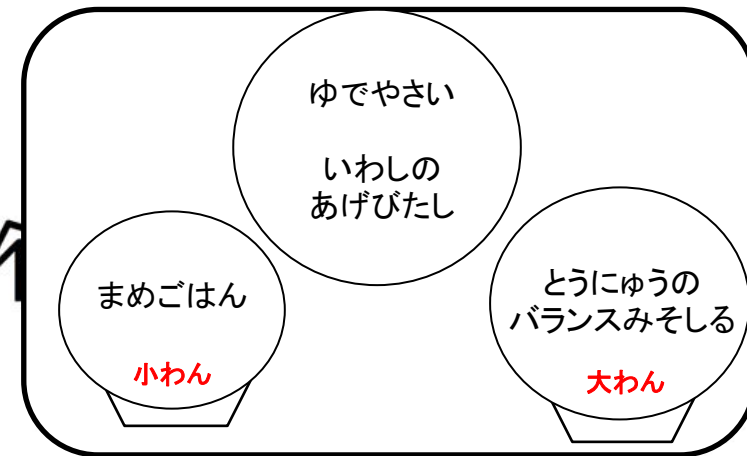 ゆでやさい
いわしの
あげびたし
まめごはん
小わん
とうにゅうの
バランスみそしる
大わん